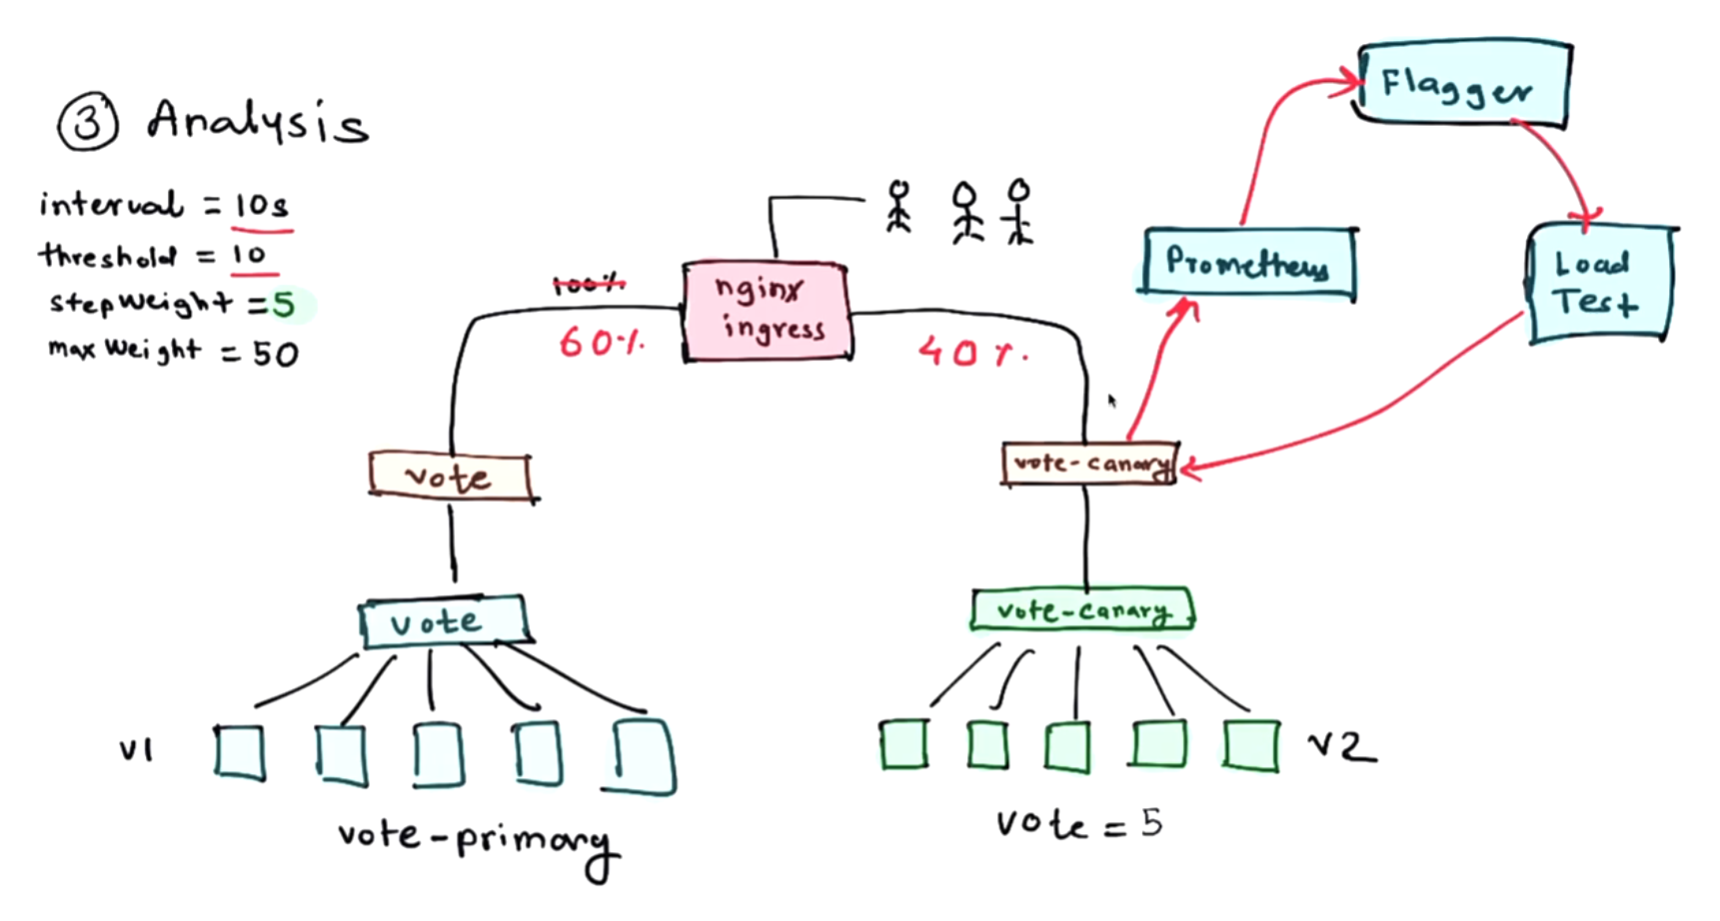 ③ Analysis
interval = 10s
threshold = 10
stepweight = 5
max weight = 50
100%
60%
nginx
ingress
40%
Flagger
Prometheus
Load
Test
vote
vote-canary
vote
vote-canary
v1
v2
vote-primary
vote = 5